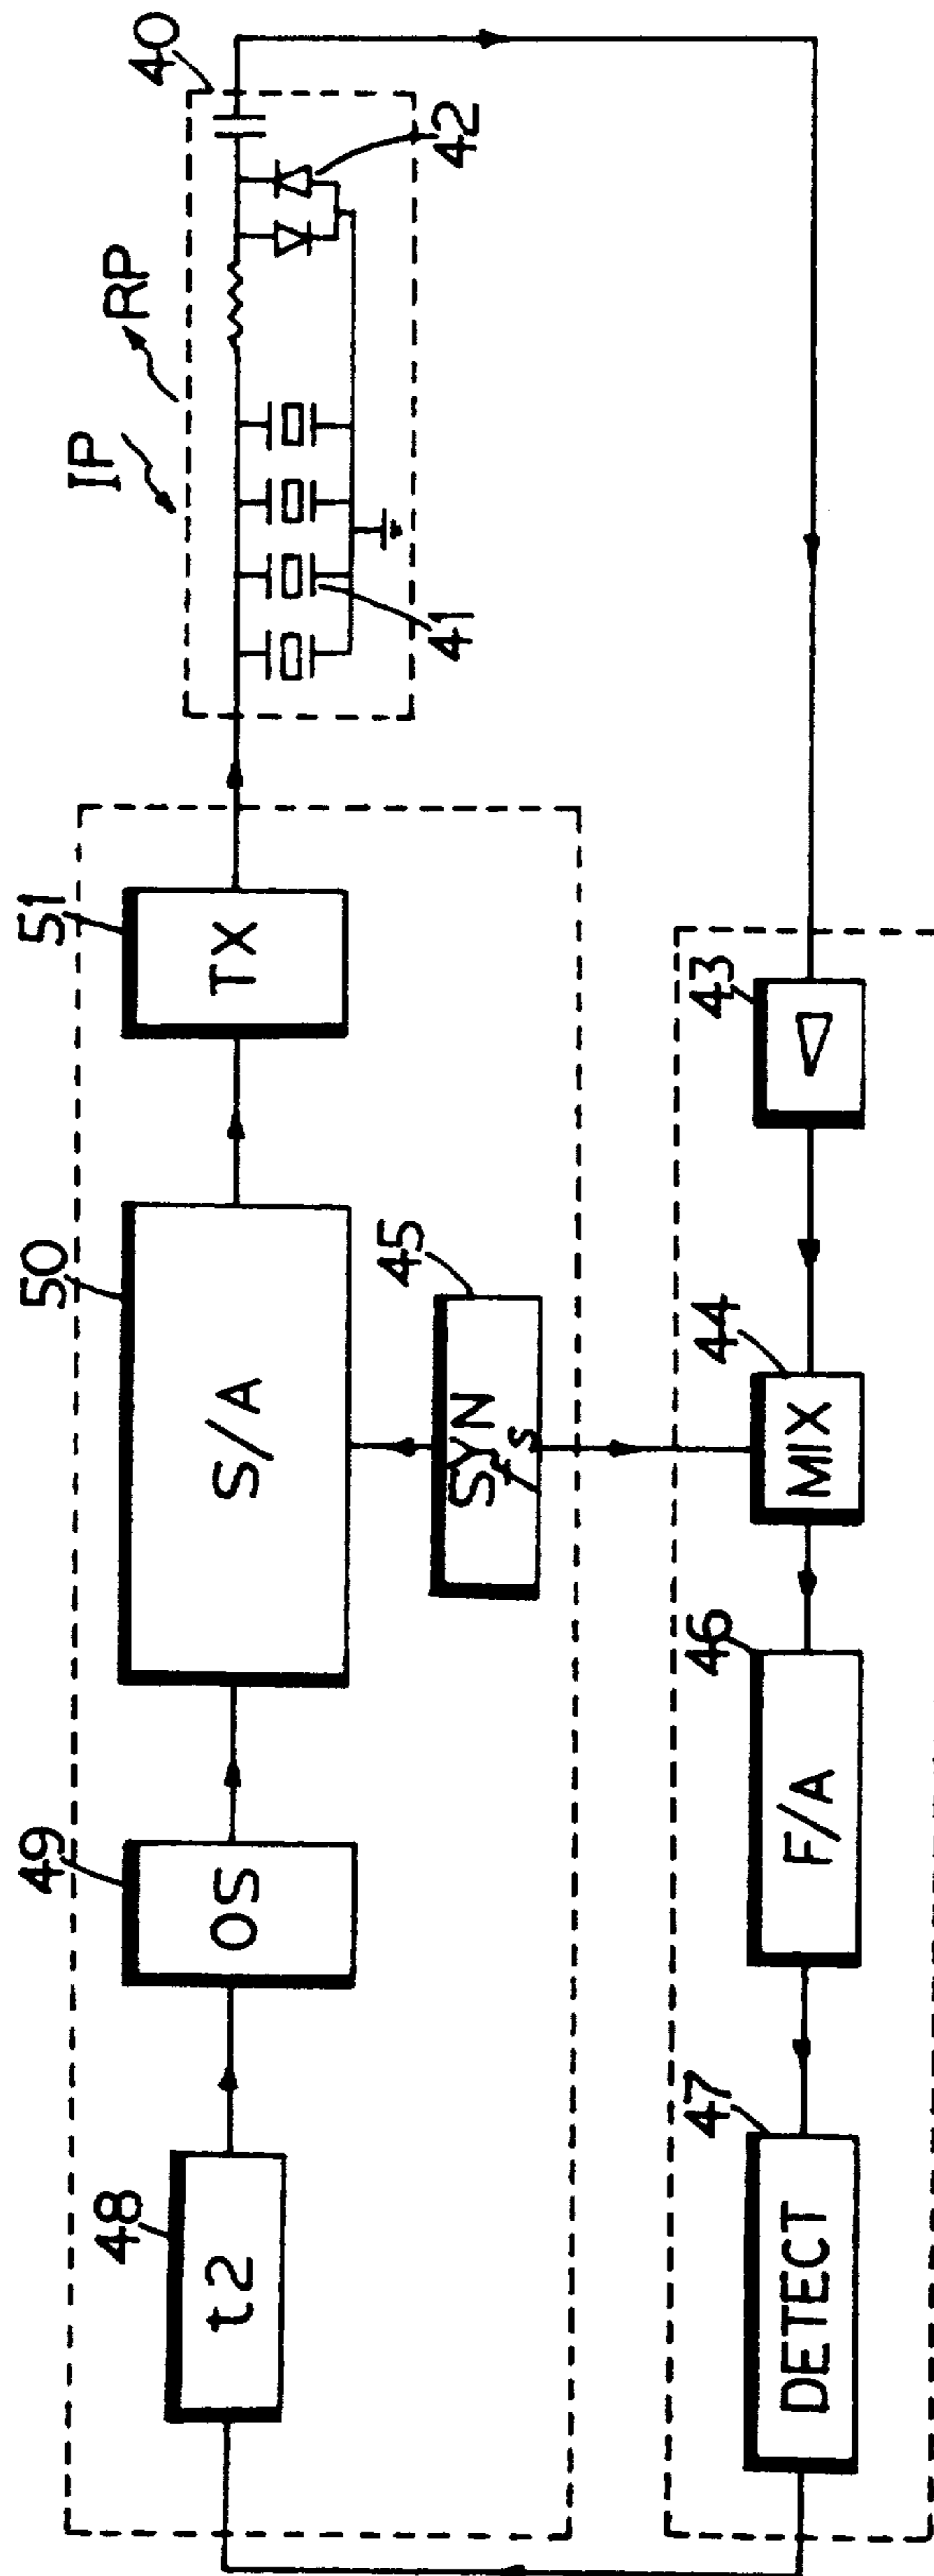 IP
RP
40
41
42
48
t2
49
OS
50
S/A
51
TX
45
SYN
fs
47
DETECT
46
F/A
44
MIX
43